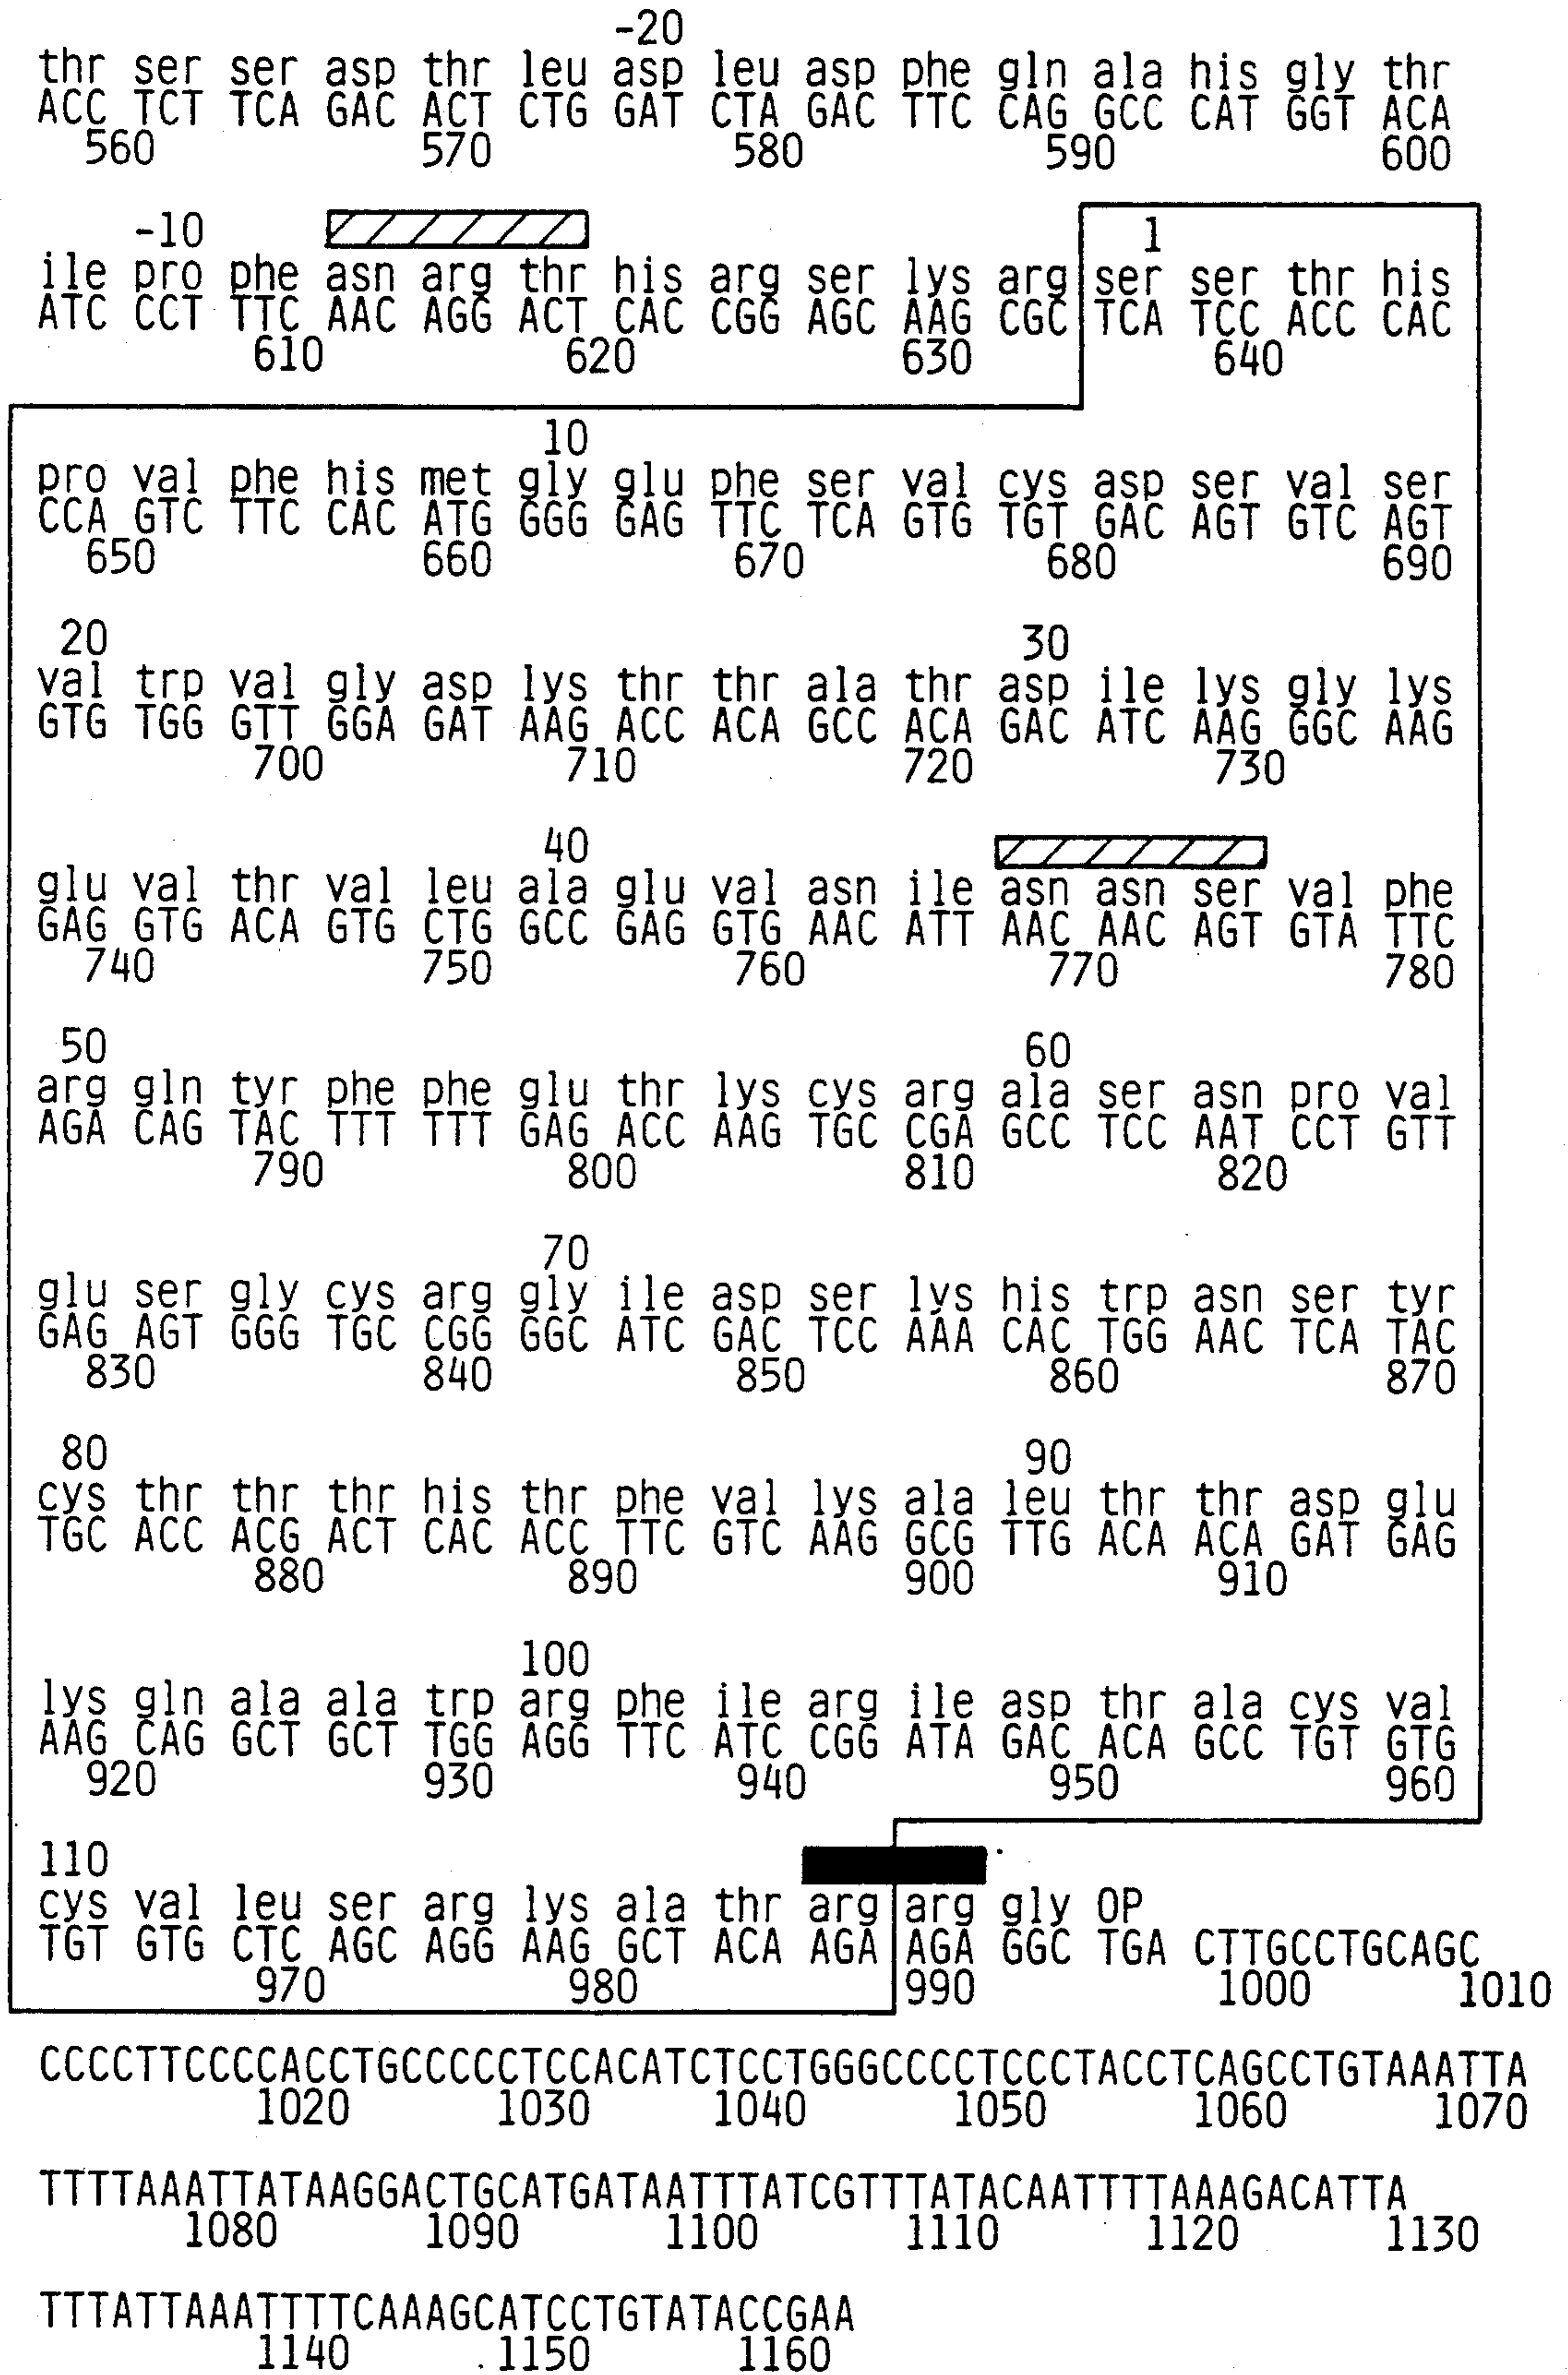 -20
thr ser ser asp thr leu asp leu asp phe gln ala his gly thr
ACC TCT TCA GAC ACT CTG GAT CTA GAC TTC CAG GCC CAT GGT ACA
560 570 580 590 600
-10 1
ile pro phe asn arg thr his arg ser lys arg ser ser thr his
ATC CCT TTC AAC AGG ACT CAC CGG AGC AAG CGC TCA TCC ACC CAC
610 620 630 640
10
pro val phe his met gly glu phe ser val cys asp ser val ser
CCA GTC TTC CAC ATG GGG GAG TTC TCA GTG TGT GAC AGT GTC AGT
650 660 670 680 690
20 30
val trp val gly asp lys thr thr ala thr asp ile lys gly lys
GTG TGG GTT GGA GAT AAG ACC ACA GCC ACA GAC ATC AAG GGC AAG
700 710 720 730
40
glu val thr val leu ala glu val asn ile asn asn ser val phe
GAG GTG ACA GTG CTG GCC GAG GTG AAC ATT AAC AAC AGT GTA TTC
740 750 760 770 780
50 60
arg gln tyr phe phe glu thr lys cys arg ala ser asn pro val
AGA CAG TAC TTT TTT GAG ACC AAG TGC CGA GCC TCC AAT CCT GTT
790 800 810 820
70
glu ser gly cys arg gly ile asp ser lys his trp asn ser tyr
GAG AGT GGG TGC CGG GGC ATC GAC TCC AAA CAC TGG AAC TCA TAC
830 840 850 860 870
80 90
cys thr thr thr his thr phe val lys ala leu thr thr asp glu
TGC ACC ACG ACT CAC ACC TTC GTC AAG GCG TTG ACA ACA GAT GAG
880 890 900 910
100
lys gln ala ala trp arg phe ile arg ile asp thr ala cys val
AAG CAG GCT GCT TGG AGG TTC ATC CGG ATA GAC ACA GCC TGT GTG
920 930 940 950 960
110
cys val leu ser arg lys ala thr arg arg gly OP
TGT GTG CTC AGC AGG AAG GCT ACA AGA AGA GGC TGA CTTGCCTGCAGC
970 980 990 1000 1010
CCCCTTCCCCACCTGCCCCCTCCACATCTCCTGGGCCCCTCCCTACCTCAGCCTGTAAATTA
1020 1030 1040 1050 1060 1070
TTTTAAATTATAAGGACTGCATGATAATTTATCGTTTATACAATTTTAAAGACATTA
1080 1090 1100 1110 1120 1130
TTTATTAAATTTTCAAAGCATCCTGTATACCGAA
1140 1150 1160